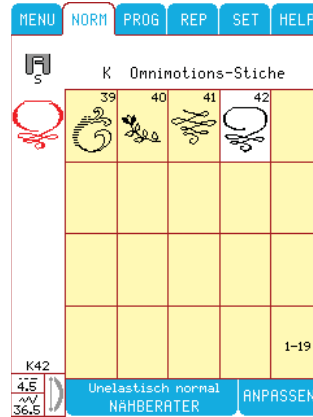 MENU NORM PROG REP SET HELP
S
K Omnimotions-Stiche
39 40 41 42
1-19
K42
4.5
36.5
Unelastisch normal
NÄHBERATER
ANPASSEN